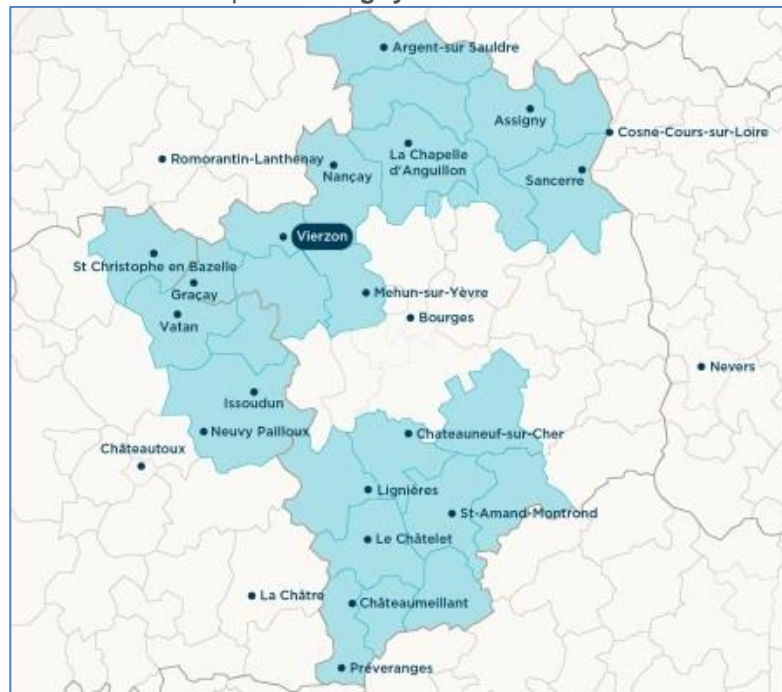 Argent-sur Sauldre
Assigny
Cosne-Cours-sur-Loire
Romorantin-Lanthenay
La Chapelle
d'Anguillon
Nançay
Sancerre
Vierzon
St Christophe en Bazelle
Graçay
Mehun-sur-Yèvre
Vatan
Bourges
Nevers
Issoudun
Neuvy Pailloux
Chateauneuf-sur-Cher
Châteautoux
Lignières
St-Amand-Montrond
Le Châtelet
La Châtre
Châteaumeillant
Préveranges